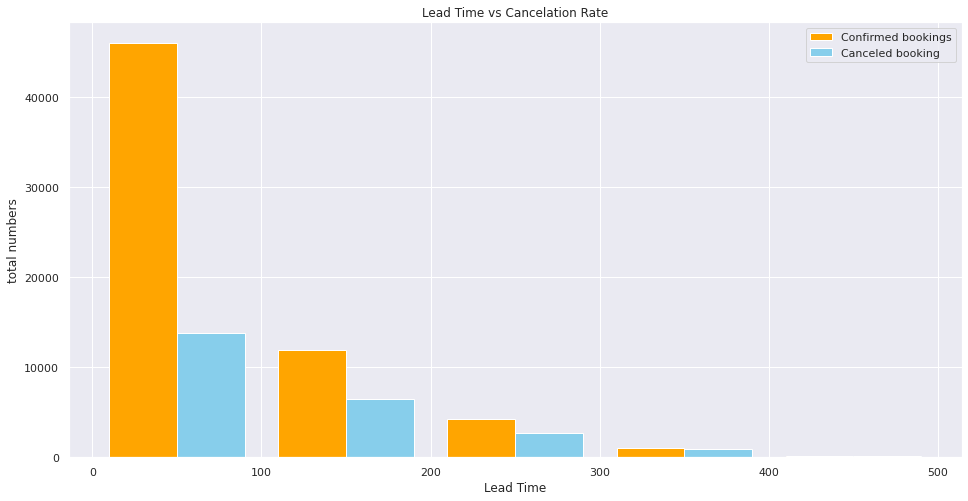 Lead Time vs Cancelation Rate
Confirmed bookings
Canceled booking
total numbers
40000
30000
20000
10000
0
0 100 200 300 400 500
Lead Time